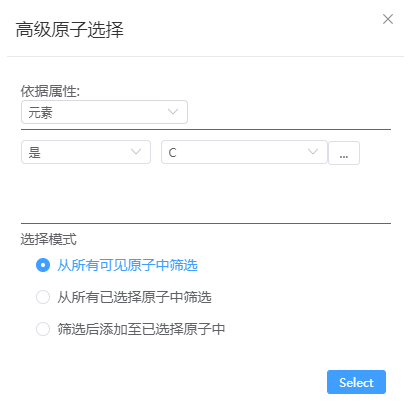 高级原子选择
依据属性:
元素
是 C ...
选择模式
从所有可见原子中筛选
从所有已选择原子中筛选
筛选后添加至已选择原子中
Select